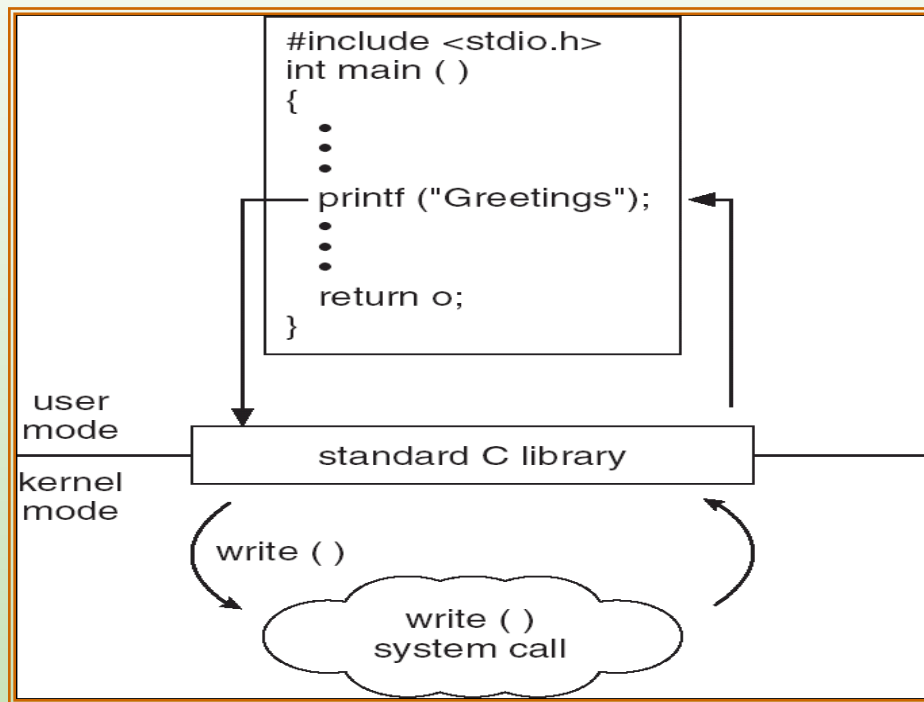 #include <stdio.h>
int main ( )
{
•
•
•
printf ("Greetings");
•
•
•
return o;
}
user
mode
standard C library
kernel
mode
write ( )
write ( )
system call